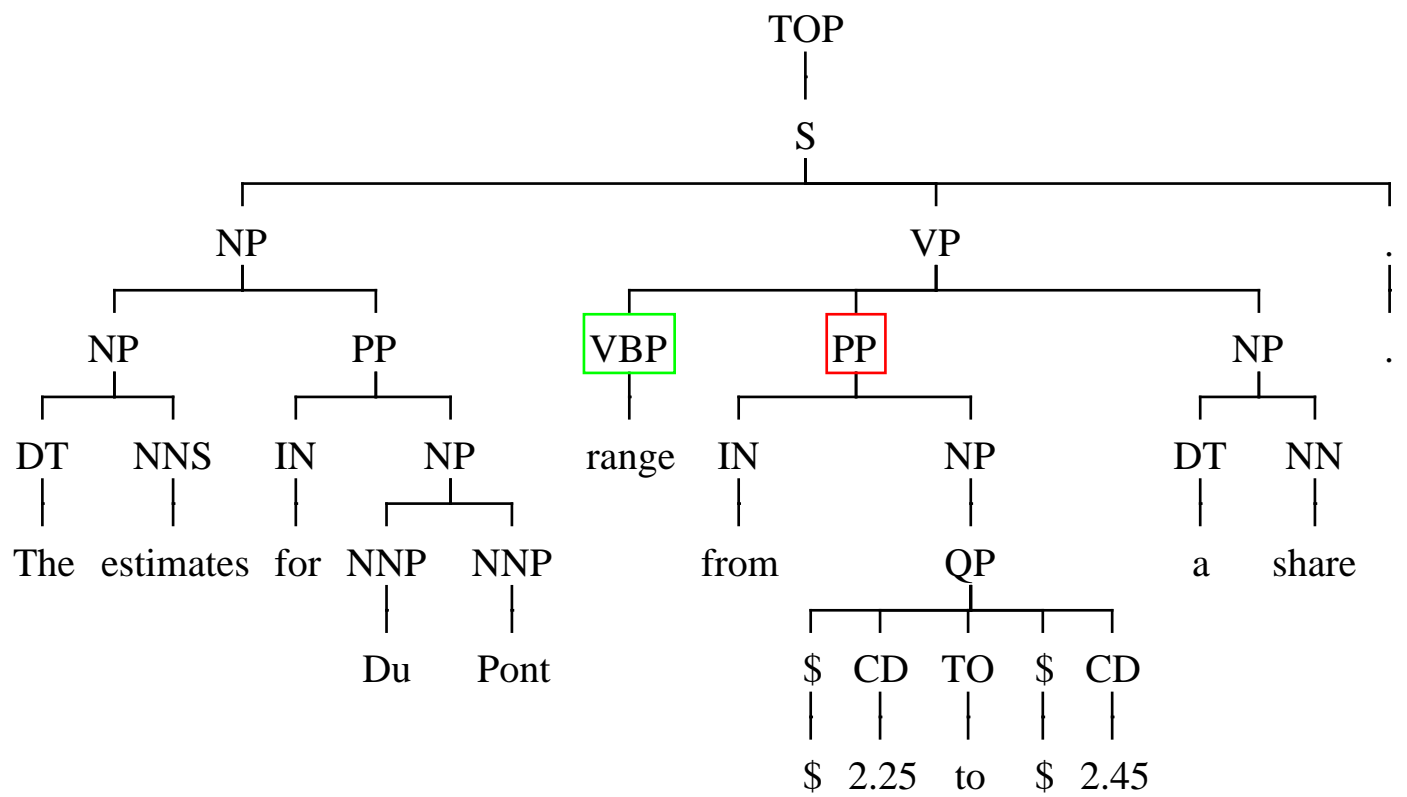 TOP
S
NP VP .
NP PP VBP PP NP .
DT NNS IN NP range IN NP DT NN
The estimates for NNP NNP from QP a share
Du Pont $ CD TO $ CD
$ 2.25 to $ 2.45